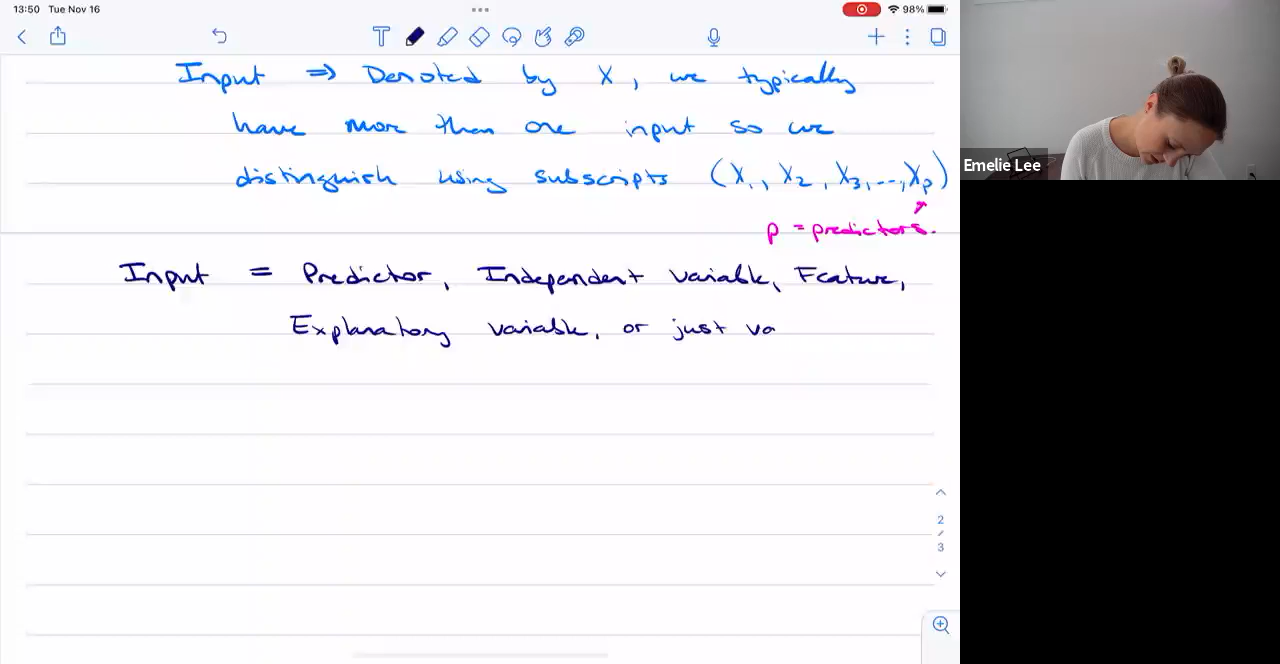 13:50 Tue Nov 16
98%
Input ⇒ Denoted by X, we typically
have more than one input so we
distinguish using subscripts (X1, X2, X3, ..., Xp)
p = predictors.
Input = Predictor, Independent variable, Feature,
Explanatory variable, or just va
2
/
3
Emelie Lee